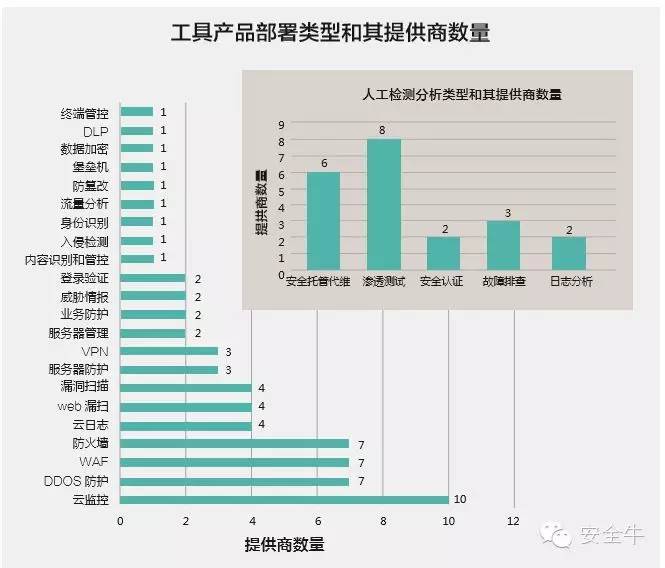 工具产品部署类型和其提供商数量
人工检测分析类型和其提供商数量
提供商数量
9
8
7
6
5
4
3
2
1
0
6
8
2
3
2
安全托管代维 渗透测试 安全认证 故障排查 日志分析
终端管控 1
DLP 1
数据加密 1
堡垒机 1
防篡改 1
流量分析 1
身份识别 1
入侵检测 1
内容识别和管控 1
登录验证 2
威胁情报 2
业务防护 2
服务器管理 2
VPN 3
服务器防护 3
漏洞扫描 4
web 漏扫 4
云日志 4
防火墙 7
WAF 7
DDOS 防护 7
云监控 10
0 2 4 6 8 10 12
提供商数量
安全牛